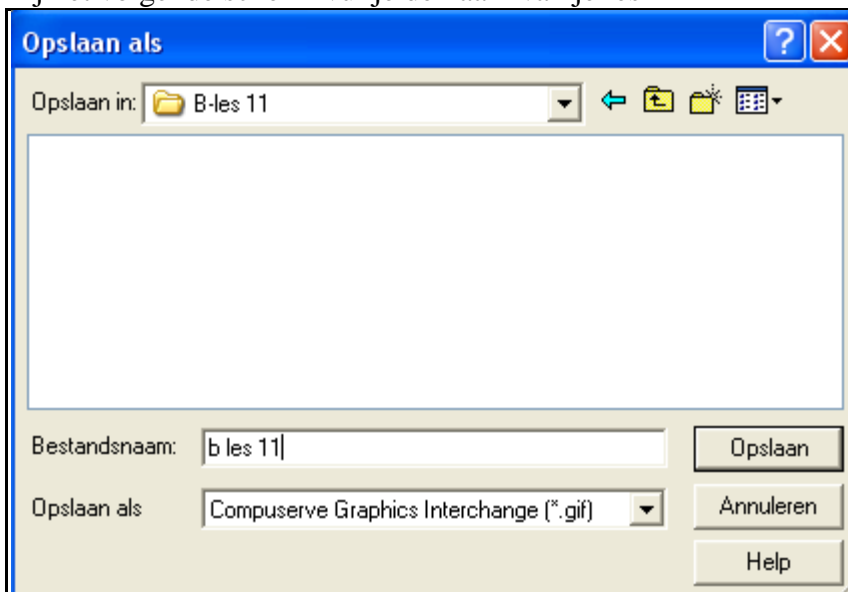 Opslaan als
Opslaan in: B-les 11
Bestandsnaam: b les 11 Opslaan
Opslaan als Compuserve Graphics Interchange (*.gif) Annuleren
Help